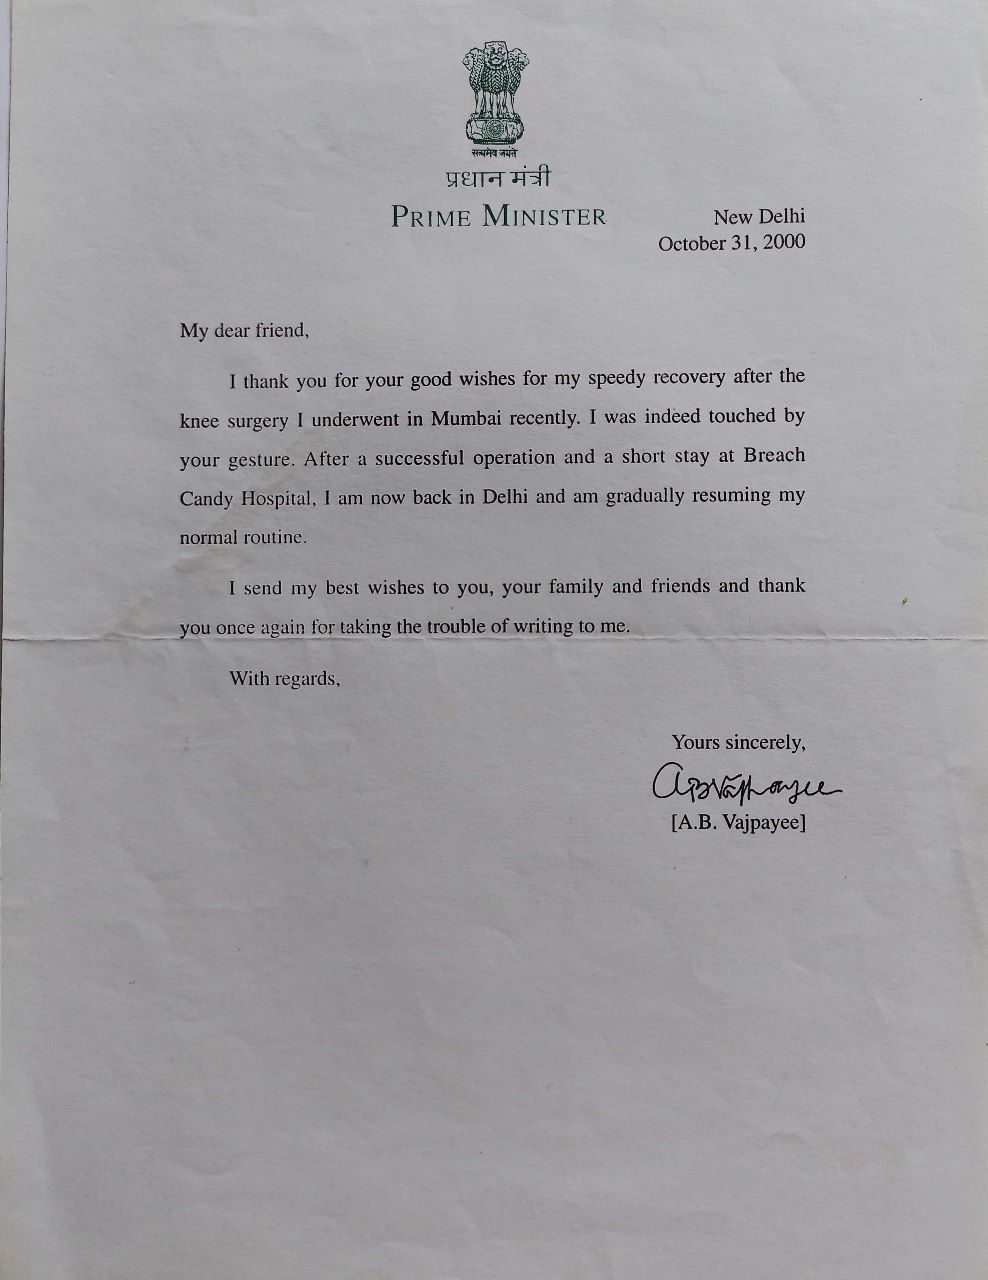 सत्यमेव जयते
प्रधान मंत्री
PRIME MINISTER
New Delhi
October 31, 2000
My dear friend,
I thank you for your good wishes for my speedy recovery after the
knee surgery I underwent in Mumbai recently. I was indeed touched by
your gesture. After a successful operation and a short stay at Breach
Candy Hospital, I am now back in Delhi and am gradually resuming my
normal routine.
I send my best wishes to you, your family and friends and thank
you once again for taking the trouble of writing to me.
With regards,
Yours sincerely,
ABVajpayee
[A.B. Vajpayee]